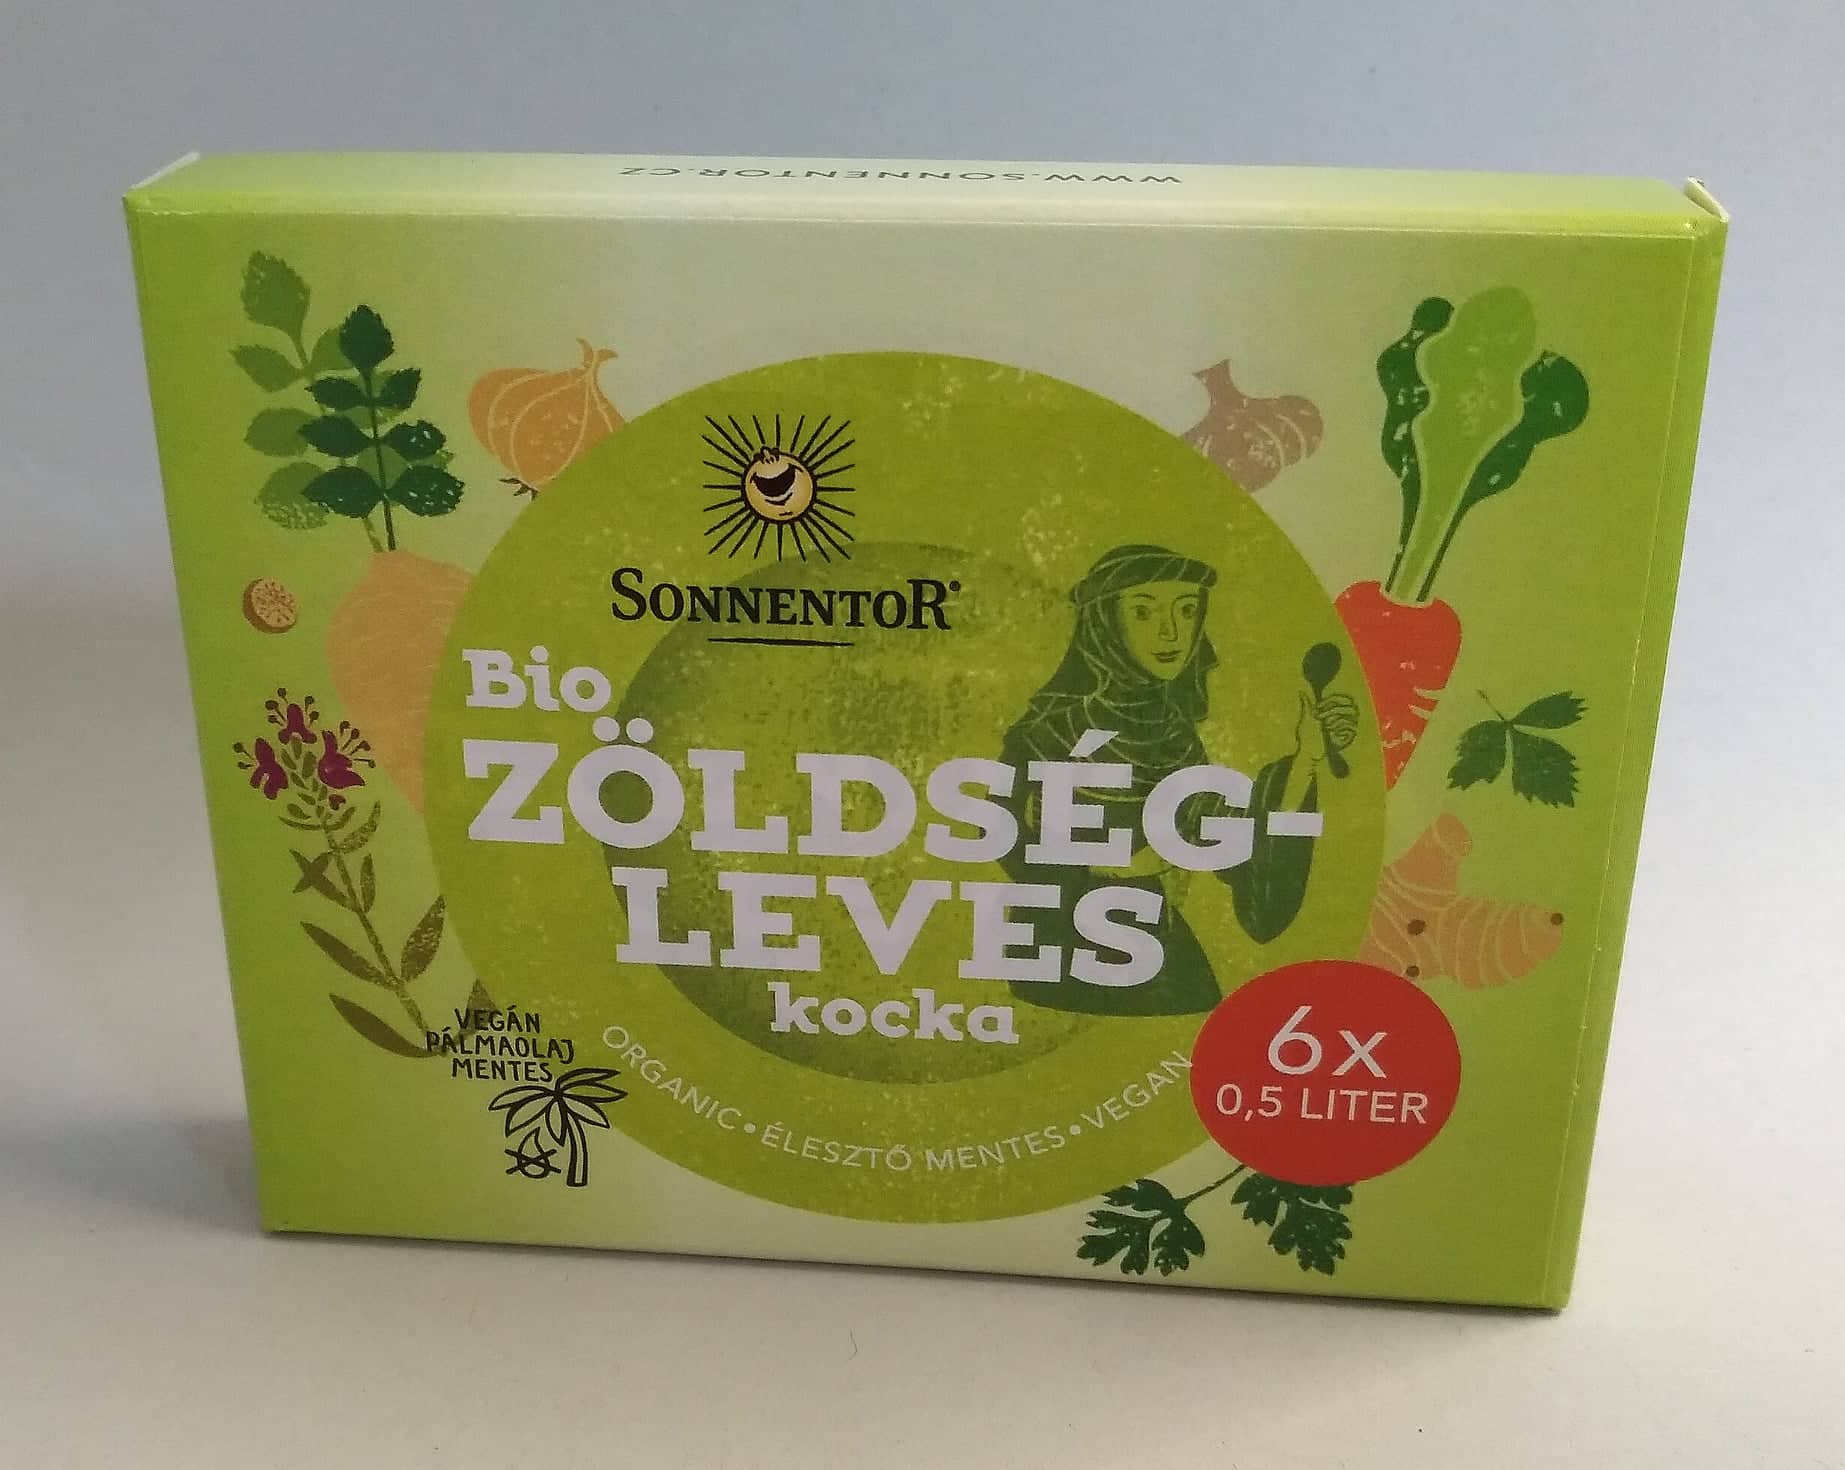 WWW.SONNENTOR.CZ
SONNENTOR®
Bio
ZÖLDSÉG-
LEVES
kocka
VEGÁN
PÁLMAOLAJ
MENTES
ORGANIC • ÉLESZTŐ MENTES • VEGAN
6x
0,5 LITER